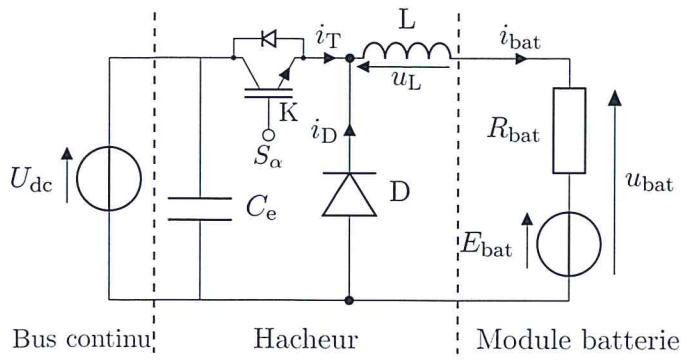 L
i_T
i_bat
u_L
K
i_D
S_α
R_bat
U_dc
C_e
D
u_bat
E_bat
Bus continu
Hacheur
Module batterie